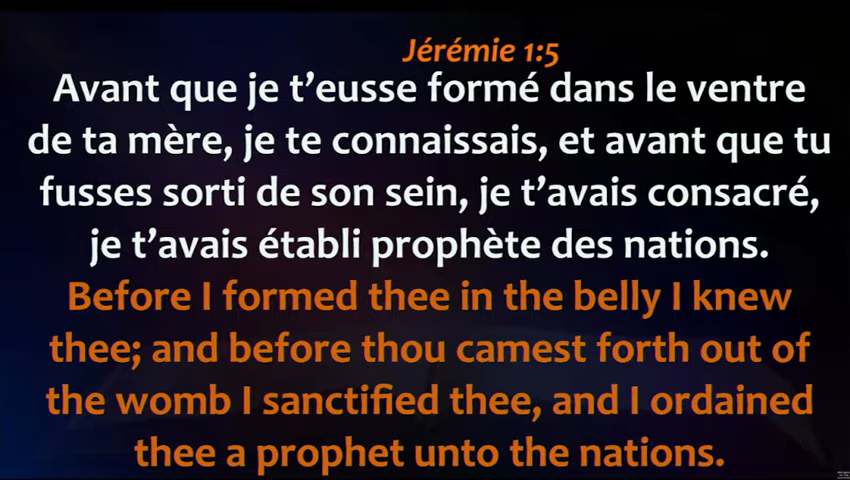 Jérémie 1:5
Avant que je t’eusse formé dans le ventre
de ta mère, je te connaissais, et avant que tu
fusses sorti de son sein, je t’avais consacré,
je t’avais établi prophète des nations.
Before I formed thee in the belly I knew
thee; and before thou camest forth out of
the womb I sanctified thee, and I ordained
thee a prophet unto the nations.